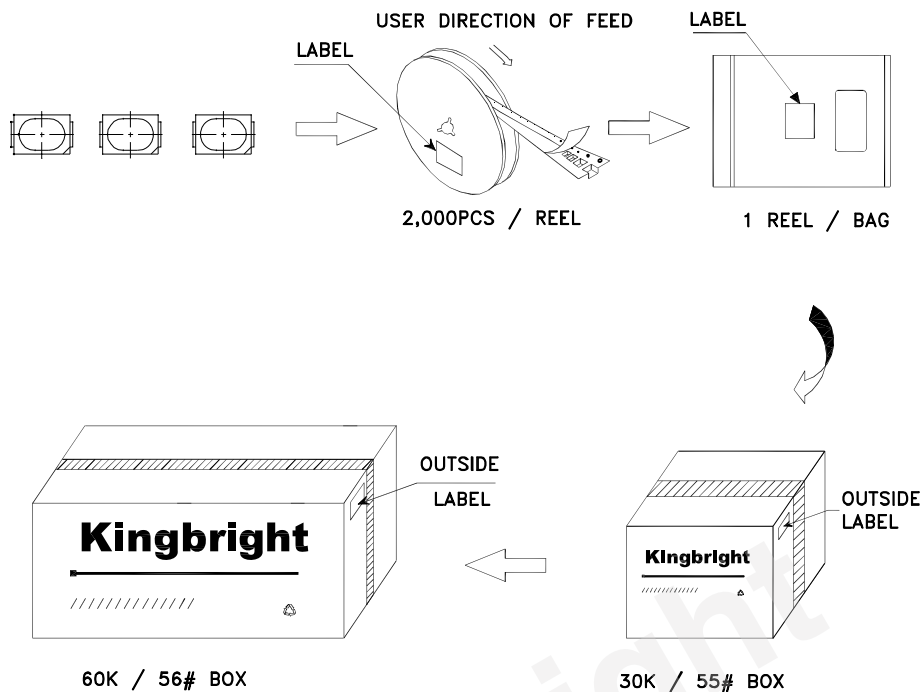 USER DIRECTION OF FEED
LABEL
LABEL
2,000PCS / REEL
1 REEL / BAG
OUTSIDE
LABEL
Kingbright
60K / 56# BOX
OUTSIDE
LABEL
Kingbright
30K / 55# BOX